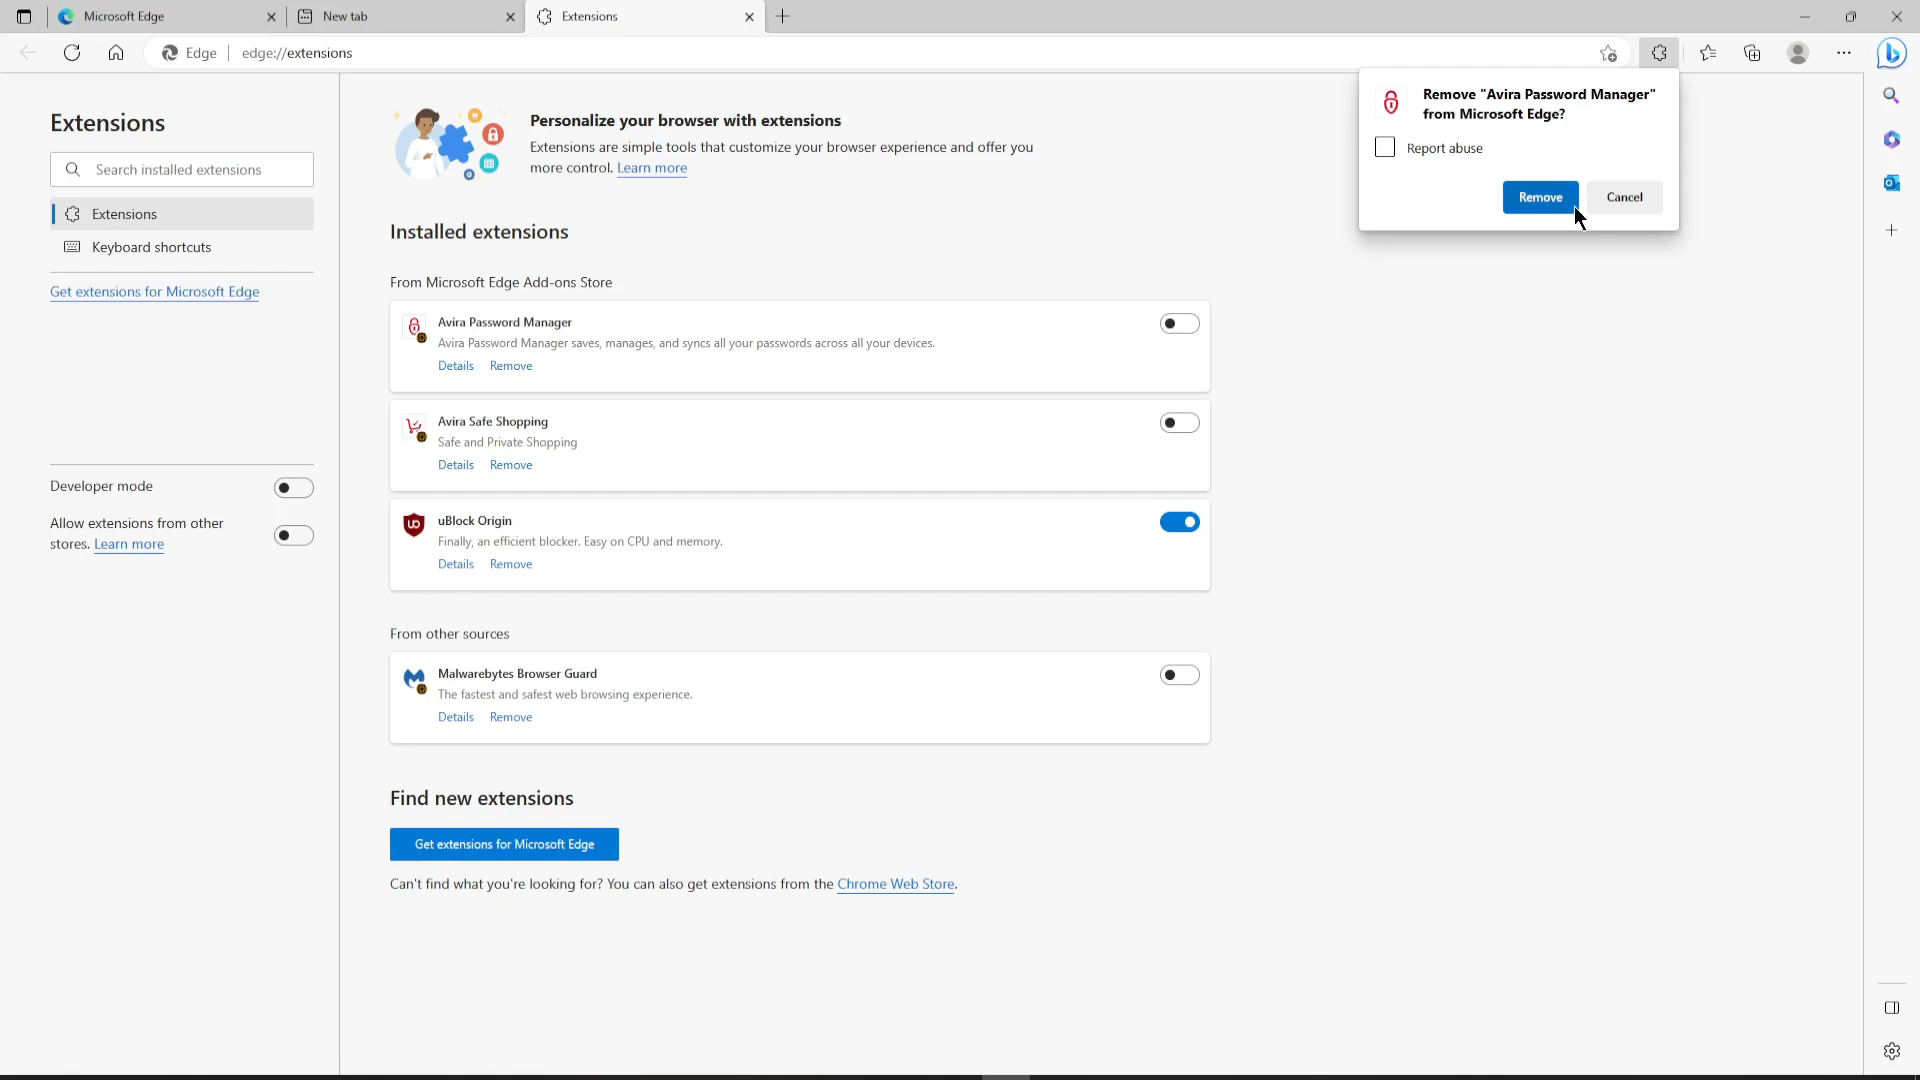 Microsoft Edge
New tab
Extensions
Edge
edge://extensions
Extensions
Search installed extensions
Extensions
Keyboard shortcuts
Get extensions for Microsoft Edge
Developer mode
Allow extensions from other
stores. Learn more
Personalize your browser with extensions
Extensions are simple tools that customize your browser experience and offer you
more control. Learn more
Installed extensions
From Microsoft Edge Add-ons Store
Avira Password Manager
Avira Password Manager saves, manages, and syncs all your passwords across all your devices.
Details Remove
Avira Safe Shopping
Safe and Private Shopping
Details Remove
uBlock Origin
Finally, an efficient blocker. Easy on CPU and memory.
Details Remove
From other sources
Malwarebytes Browser Guard
The fastest and safest web browsing experience.
Details Remove
Find new extensions
Get extensions for Microsoft Edge
Can't find what you're looking for? You can also get extensions from the Chrome Web Store.
Remove "Avira Password Manager"
from Microsoft Edge?
Report abuse
Remove Cancel